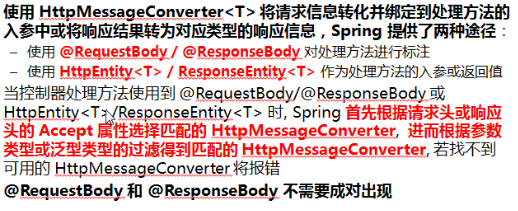 使用 HttpMessageConverter<T> 将请求信息转化并绑定到处理方法的
入参中或将响应结果转为对应类型的响应信息，Spring 提供了两种途径：
– 使用 @RequestBody / @ResponseBody 对处理方法进行标注
– 使用 HttpEntity<T> / ResponseEntity<T> 作为处理方法的入参或返回值
当控制器处理方法使用到 @RequestBody/@ResponseBody 或
HttpEntity<T>/ResponseEntity<T> 时, Spring 首先根据请求头或响应
头的 Accept 属性选择匹配的 HttpMessageConverter, 进而根据参数
类型或泛型类型的过滤得到匹配的 HttpMessageConverter, 若找不到
可用的 HttpMessageConverter 将报错
@RequestBody 和 @ResponseBody 不需要成对出现